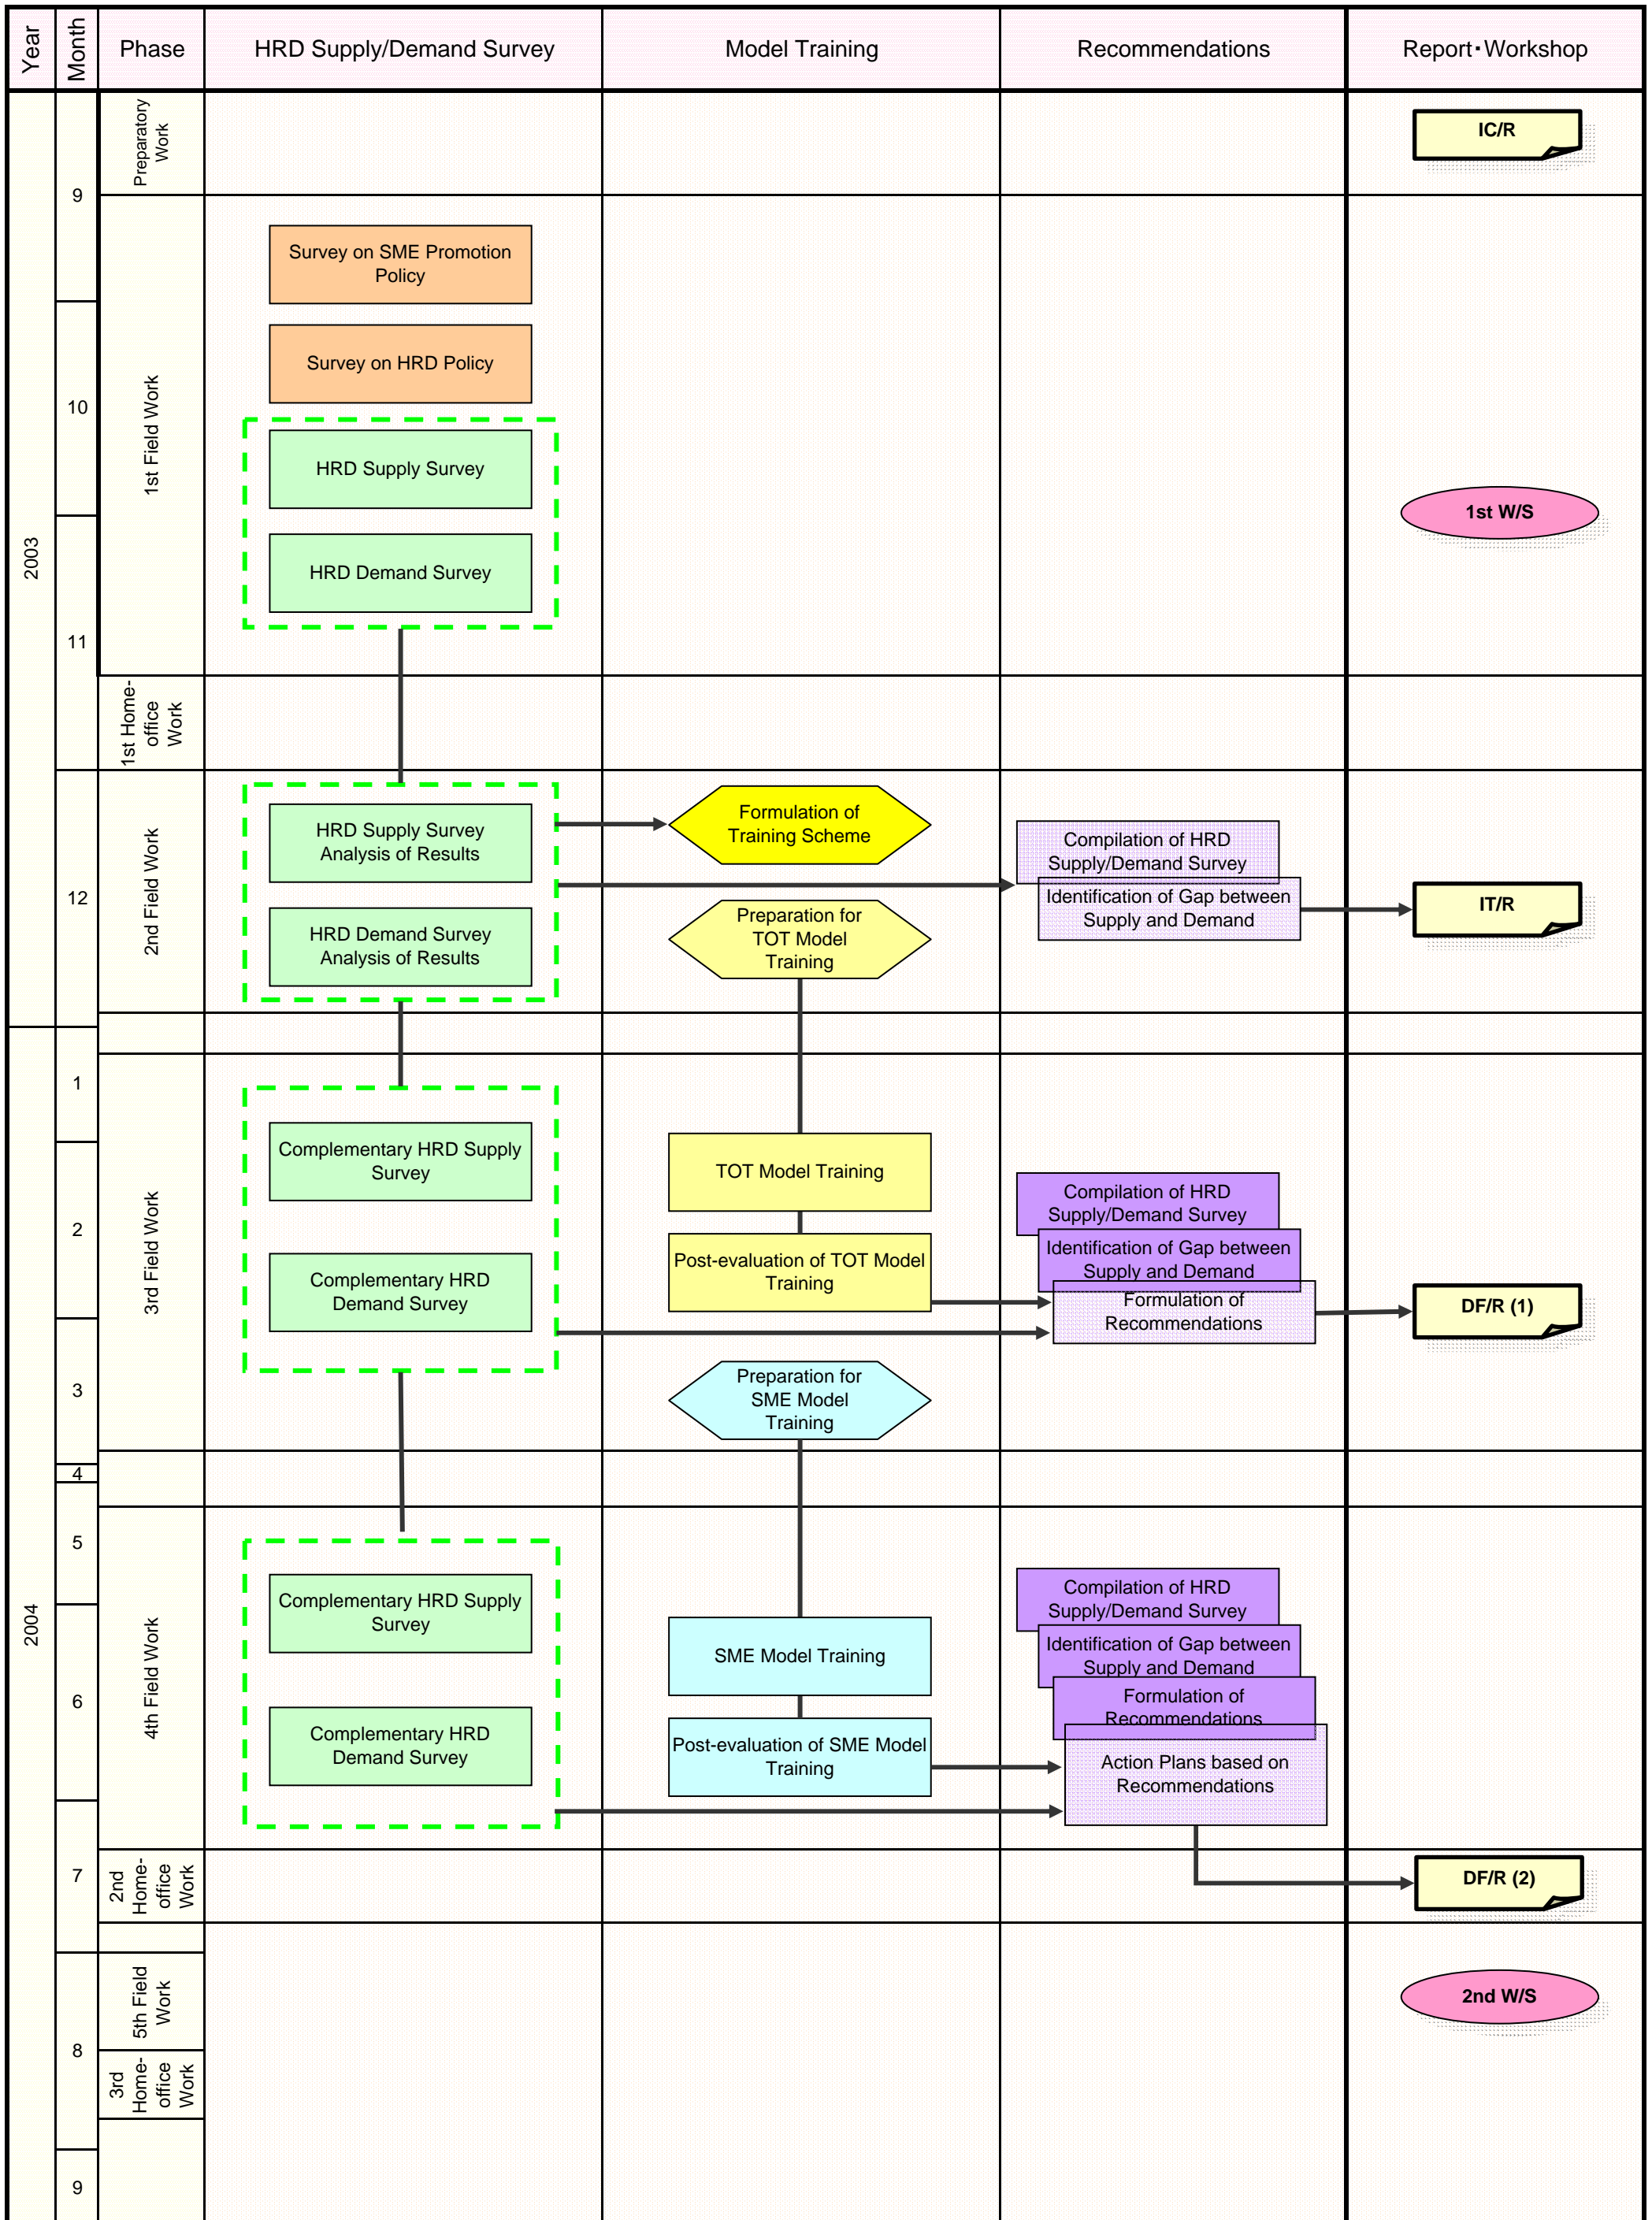 Year
Month
Phase
HRD Supply/Demand Survey
Model Training
Recommendations
Report・Workshop
2003
9
Preparatory
Work
IC/R
1st Field Work
Survey on SME Promotion
Policy
Survey on HRD Policy
10
HRD Supply Survey
1st W/S
HRD Demand Survey
11
1st Home-
office
Work
12
2nd Field Work
HRD Supply Survey
Analysis of Results
HRD Demand Survey
Analysis of Results
Formulation of
Training Scheme
Preparation for
TOT Model
Training
Compilation of HRD
Supply/Demand Survey
Identification of Gap between
Supply and Demand
IT/R
2004
1
3rd Field Work
Complementary HRD Supply
Survey
TOT Model Training
2
Complementary HRD
Demand Survey
Post-evaluation of TOT Model
Training
Compilation of HRD
Supply/Demand Survey
Identification of Gap between
Supply and Demand
Formulation of
Recommendations
DF/R (1)
3
Preparation for
SME Model
Training
4
5
4th Field Work
Complementary HRD Supply
Survey
SME Model Training
6
Complementary HRD
Demand Survey
Post-evaluation of SME Model
Training
Compilation of HRD
Supply/Demand Survey
Identification of Gap between
Supply and Demand
Formulation of
Recommendations
Action Plans based on
Recommendations
7
2nd
Home-
office
Work
DF/R (2)
5th Field
Work
2nd W/S
8
3rd
Home-
office
Work
9